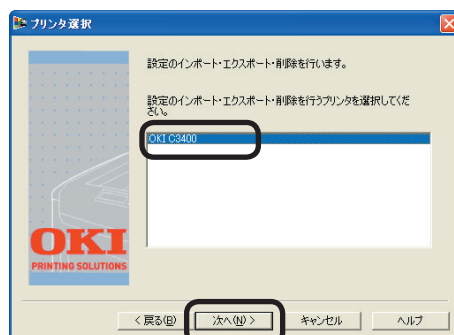 プリンタ選択
設定のインポート・エクスポート・削除を行います。
設定のインポート・エクスポート・削除を行うプリンタを選択してくだ
さい。
OKI C3400
OKI
PRINTING SOLUTIONS
< 戻る(B)
次へ(N) >
キャンセル
ヘルプ